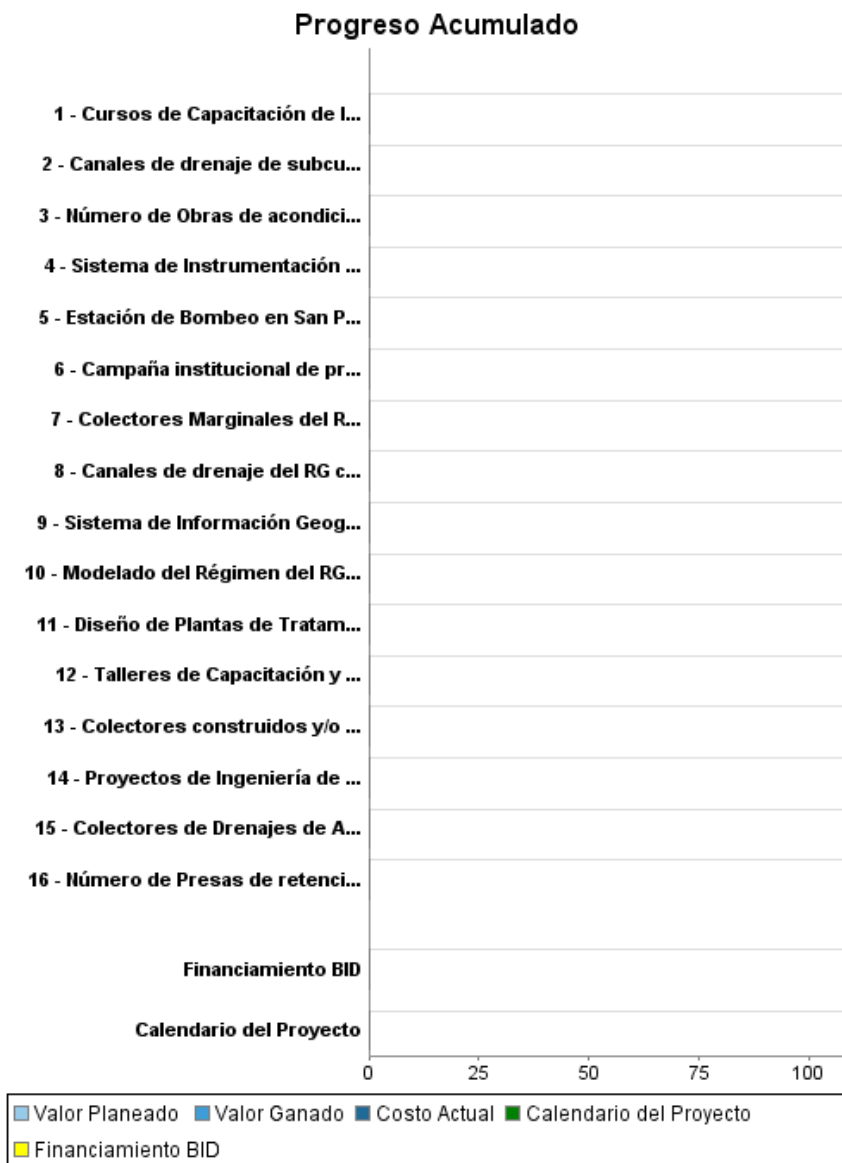 Progreso Acumulado
1 - Cursos de Capacitación de l...
2 - Canales de drenaje de subcu...
3 - Número de Obras de acondici...
4 - Sistema de Instrumentación ...
5 - Estación de Bombeo en San P...
6 - Campaña institucional de pr...
7 - Colectores Marginales del R...
8 - Canales de drenaje del RG c...
9 - Sistema de Información Geog...
10 - Modelado del Régimen del RG...
11 - Diseño de Plantas de Tratam...
12 - Talleres de Capacitación y ...
13 - Colectores construidos y/o ...
14 - Proyectos de Ingeniería de ...
15 - Colectores de Drenajes de A...
16 - Número de Presas de retenci...
Financiamiento BID
Calendario del Proyecto
0 25 50 75 100
Valor Planeado Valor Ganado Costo Actual Calendario del Proyecto
Financiamiento BID